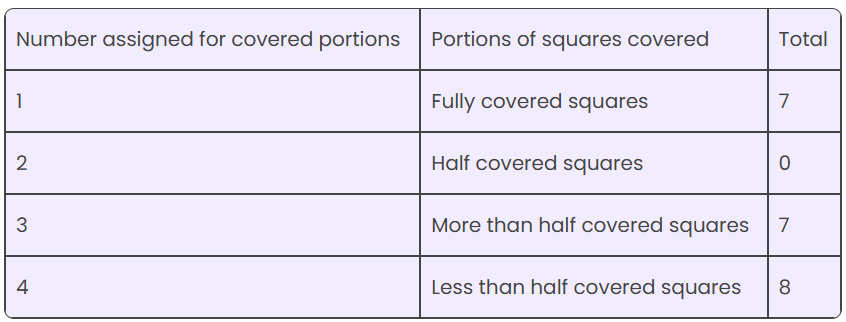 Number assigned for covered portions Portions of squares covered Total
1 Fully covered squares 7
2 Half covered squares 0
3 More than half covered squares 7
4 Less than half covered squares 8